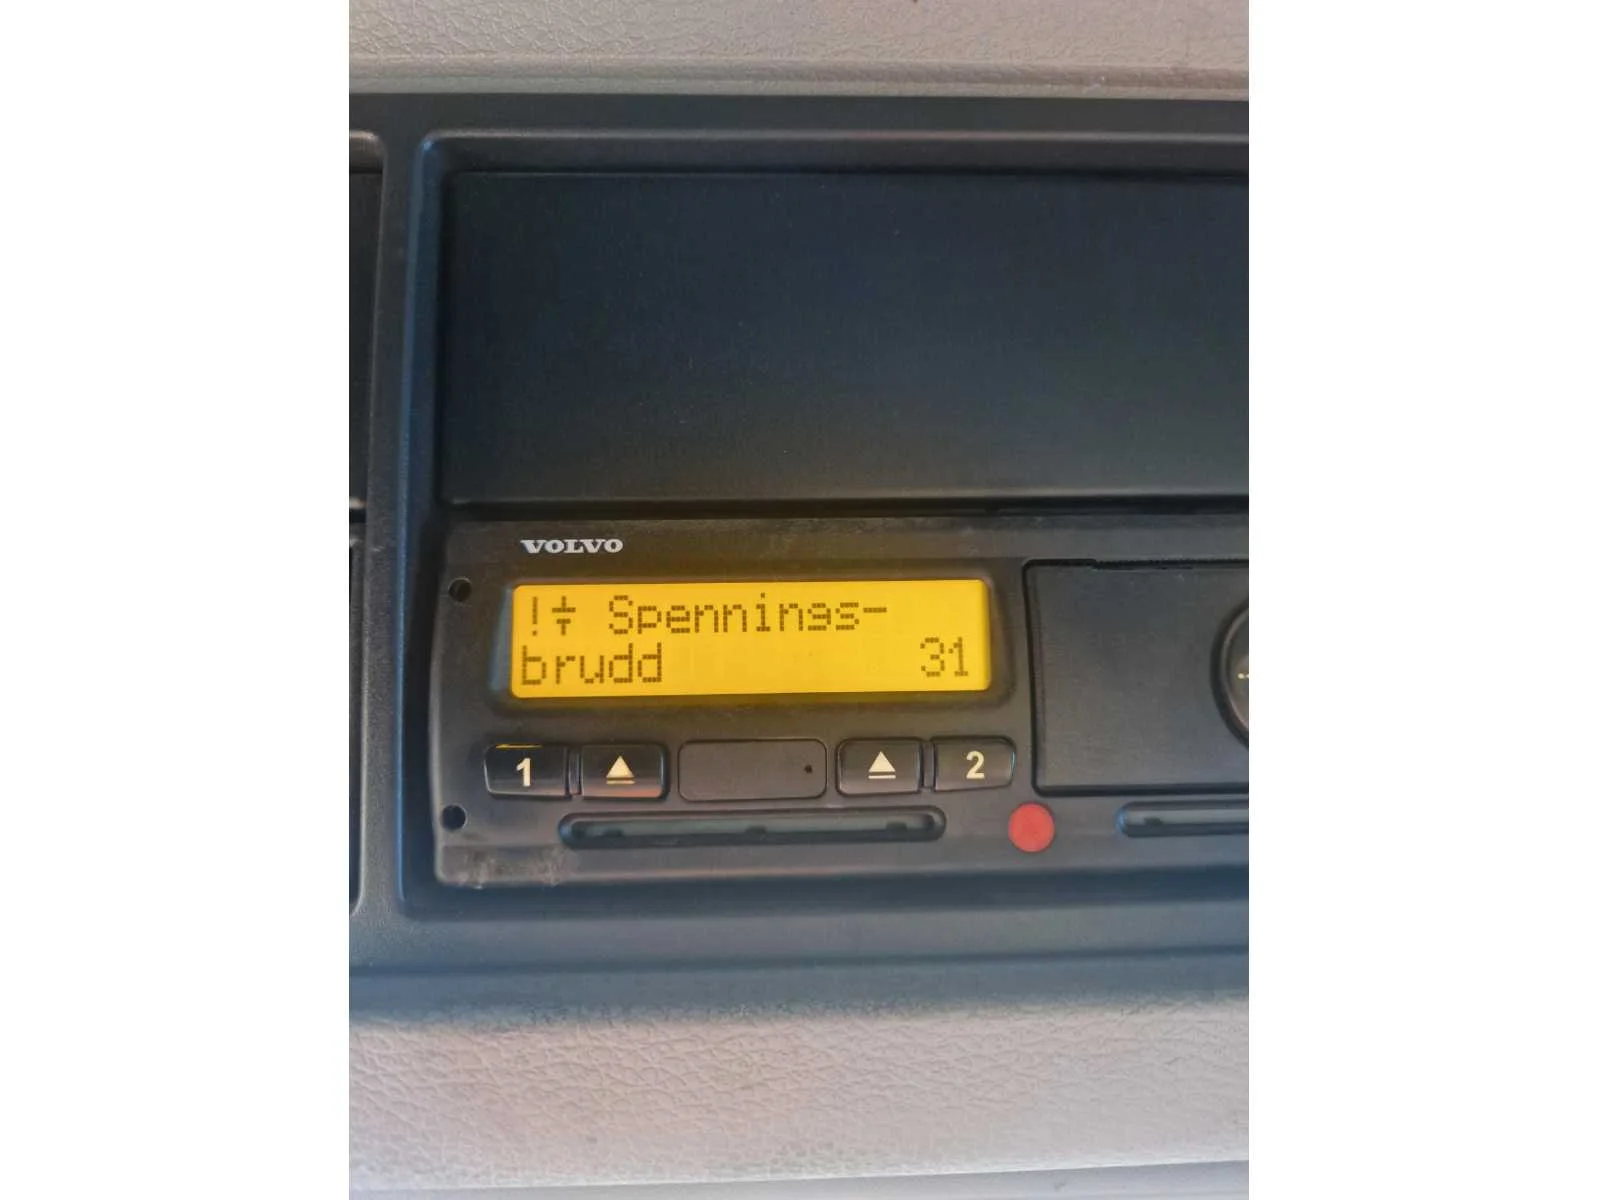 VOLVO
!÷ Spennings-
brudd 31
1 2